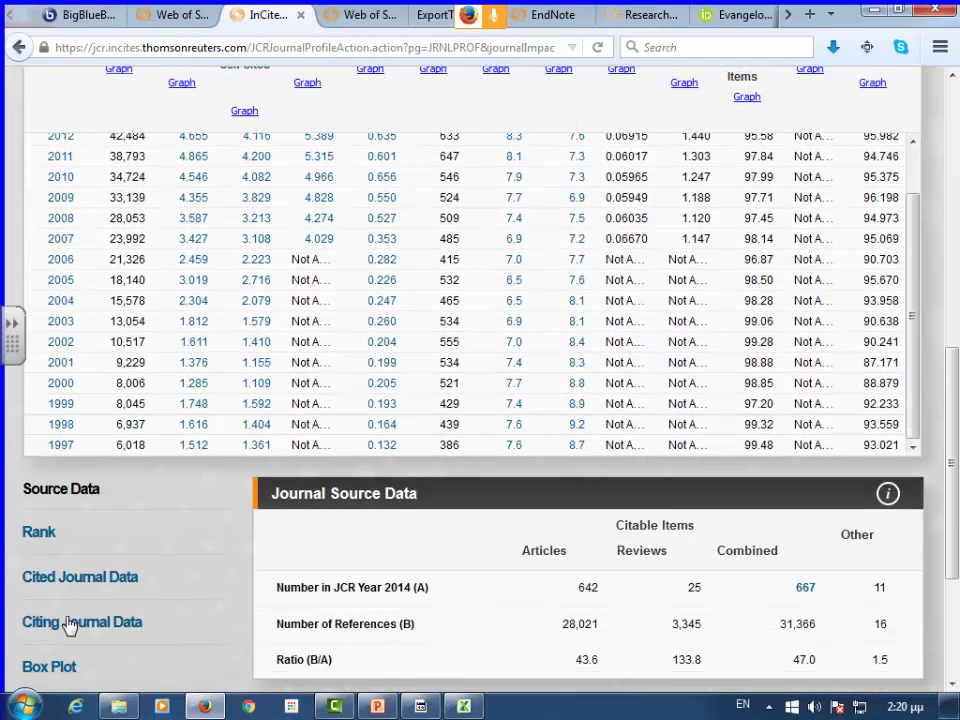 BigBlueB...
Web of S...
InCite...
Web of S...
ExportT
EndNote
Research...
Evangelo...
https://jcr.incites.thomsonreuters.com/JCRJournalProfileAction.action?pg=JRNLPROF&journalImpac
Search
Graph Graph Graph Graph Graph Graph Graph
Items
Graph Graph Graph Graph
Graph
Graph
2012 42,484 4.655 4.116 5.389 0.635 633 8.3 7.6 0.06915 1.440 95.58 Not A... 95.982
2011 38,793 4.865 4.200 5.315 0.601 647 8.1 7.3 0.06017 1.303 97.84 Not A... 94.746
2010 34,724 4.546 4.082 4.966 0.656 546 7.9 7.3 0.05965 1.247 97.99 Not A... 95.375
2009 33,139 4.355 3.829 4.828 0.550 524 7.7 6.9 0.05949 1.188 97.71 Not A... 96.198
2008 28,053 3.587 3.213 4.274 0.527 509 7.4 7.5 0.06035 1.120 97.45 Not A... 94.973
2007 23,992 3.427 3.108 4.029 0.353 485 6.9 7.2 0.06670 1.147 98.14 Not A... 95.069
2006 21,326 2.459 2.223 Not A... 0.282 415 7.0 7.7 Not A... Not A... 96.87 Not A... 90.703
2005 18,140 3.019 2.716 Not A... 0.226 532 6.5 7.6 Not A... Not A... 98.50 Not A... 95.670
2004 15,578 2.304 2.079 Not A... 0.247 465 6.5 8.1 Not A... Not A... 98.28 Not A... 93.958
2003 13,054 1.812 1.579 Not A... 0.260 534 6.9 8.1 Not A... Not A... 99.06 Not A... 90.638
2002 10,517 1.611 1.410 Not A... 0.204 555 7.0 8.4 Not A... Not A... 99.28 Not A... 90.241
2001 9,229 1.376 1.155 Not A... 0.199 534 7.4 8.3 Not A... Not A... 98.88 Not A... 87.171
2000 8,006 1.285 1.109 Not A... 0.205 521 7.7 8.8 Not A... Not A... 98.85 Not A... 88.879
1999 8,045 1.748 1.592 Not A... 0.193 429 7.4 8.9 Not A... Not A... 97.20 Not A... 92.233
1998 6,937 1.616 1.404 Not A... 0.164 439 7.6 9.2 Not A... Not A... 99.32 Not A... 93.559
1997 6,018 1.512 1.361 Not A... 0.132 386 7.6 8.7 Not A... Not A... 99.48 Not A... 93.021
Source Data
Rank
Cited Journal Data
Citing Journal Data
Box Plot
Journal Source Data
Citable Items
Other
Articles Reviews Combined
Number in JCR Year 2014 (A) 642 25 667 11
Number of References (B) 28,021 3,345 31,366 16
Ratio (B/A) 43.6 133.8 47.0 1.5
EN
2:20 μμ